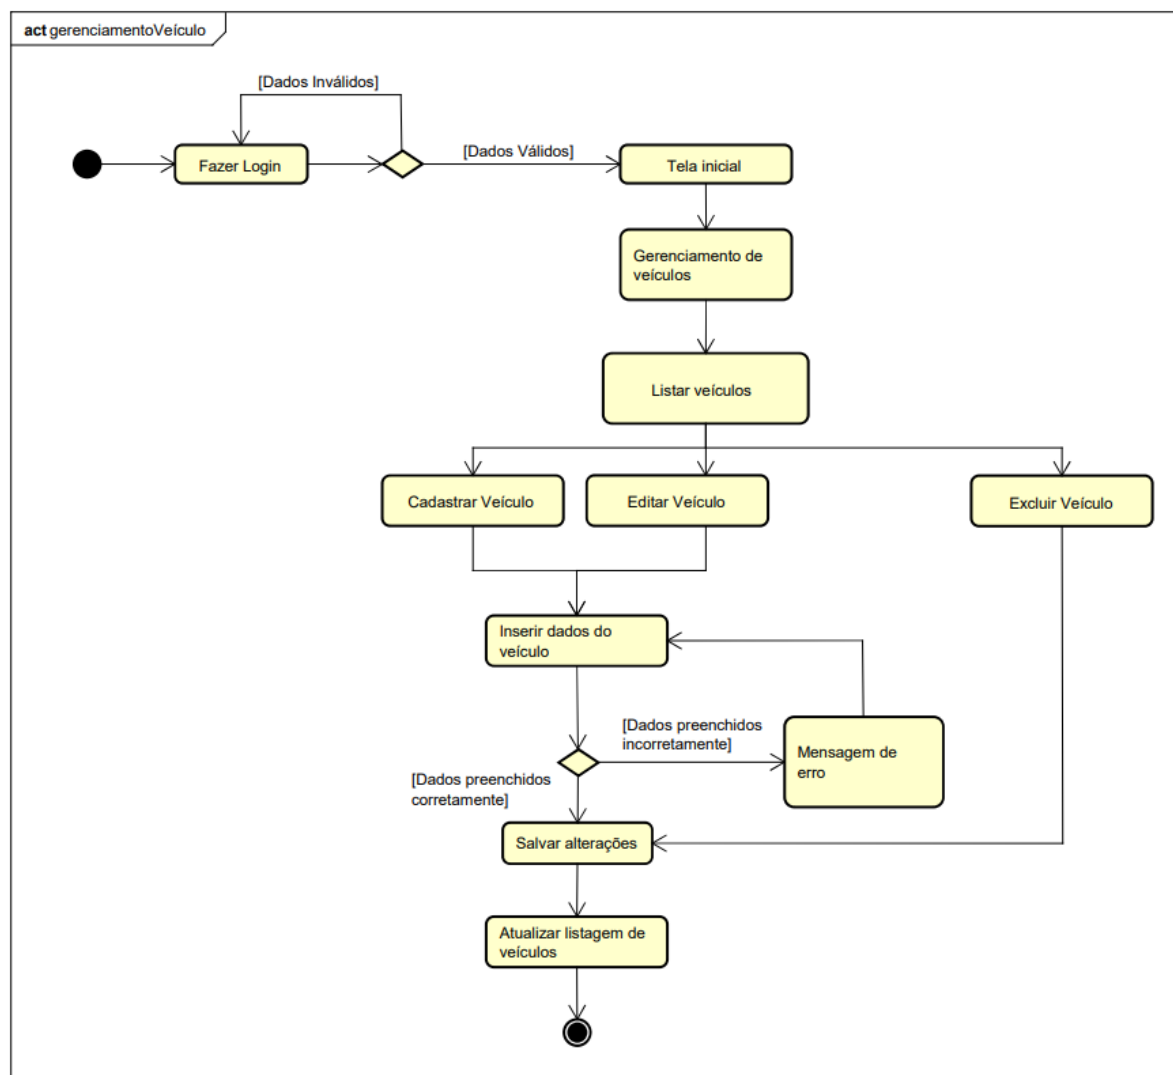 act gerenciamentoVeículo
[Dados Inválidos]
Fazer Login
[Dados Válidos]
Tela inicial
Gerenciamento de
veículos
Listar veículos
Cadastrar Veículo
Editar Veículo
Excluir Veículo
Inserir dados do
veículo
[Dados preenchidos
incorretamente]
Mensagem de
erro
[Dados preenchidos
corretamente]
Salvar alterações
Atualizar listagem de
veículos